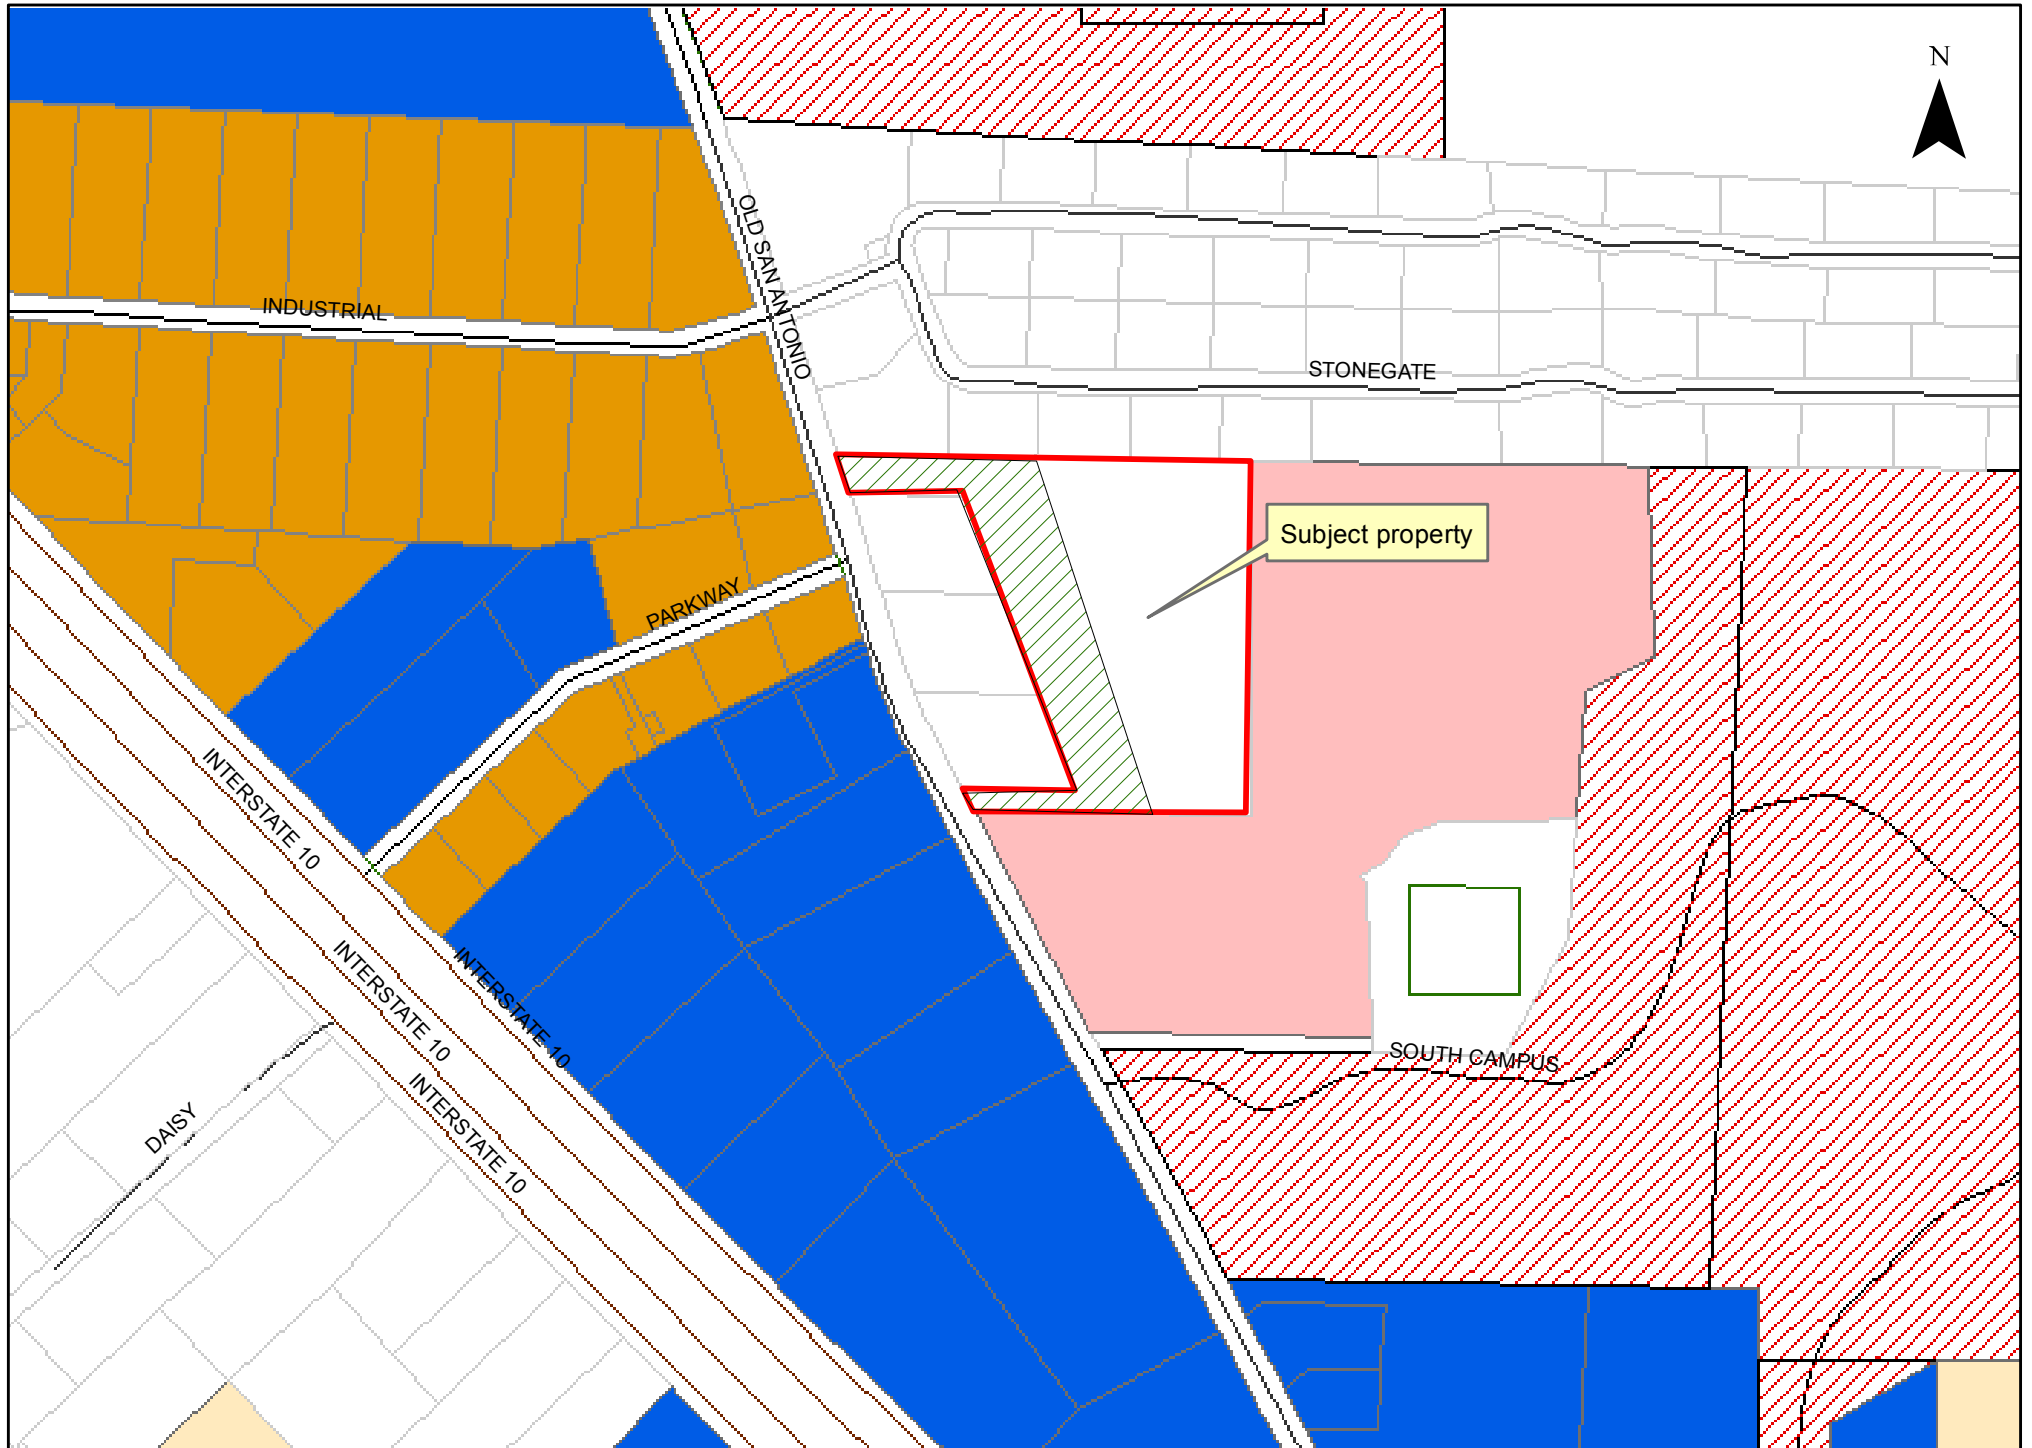 N
OLD SAN ANTONIO
INDUSTRIAL
STONEGATE
Subject property
PARKWAY
INTERSTATE 10
INTERSTATE 10
INTERSTATE 10
INTERSTATE 10
SOUTH CAMPUS
DAISY